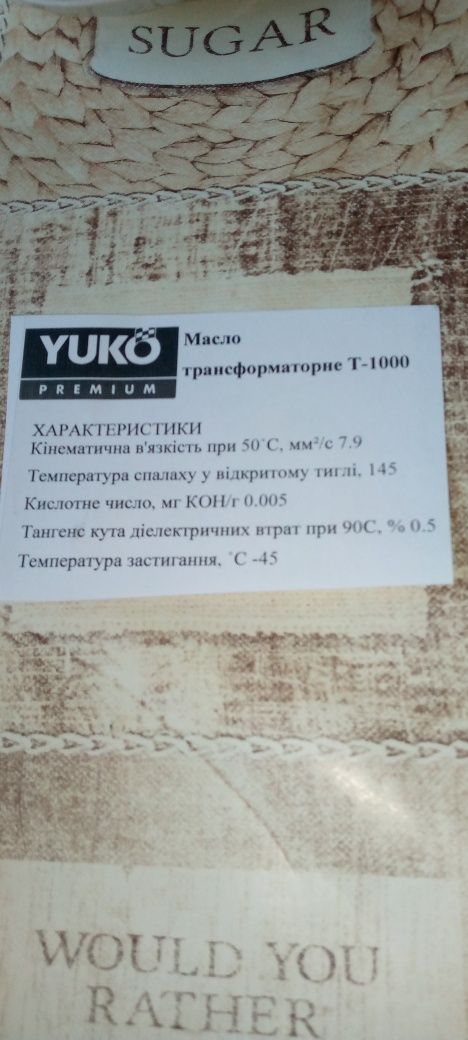 SUGAR
YUKO
PREMIUM
Масло
трансформаторне Т-1000
ХАРАКТЕРИСТИКИ
Кінематична в'язкість при 50°С, мм²/с 7.9
Температура спалаху у відкритому тиглі, 145
Кислотне число, мг КОН/г 0.005
Тангенс кута діелектричних втрат при 90С, % 0.5
Температура застигання, °С -45
WOULD YOU
RATHER